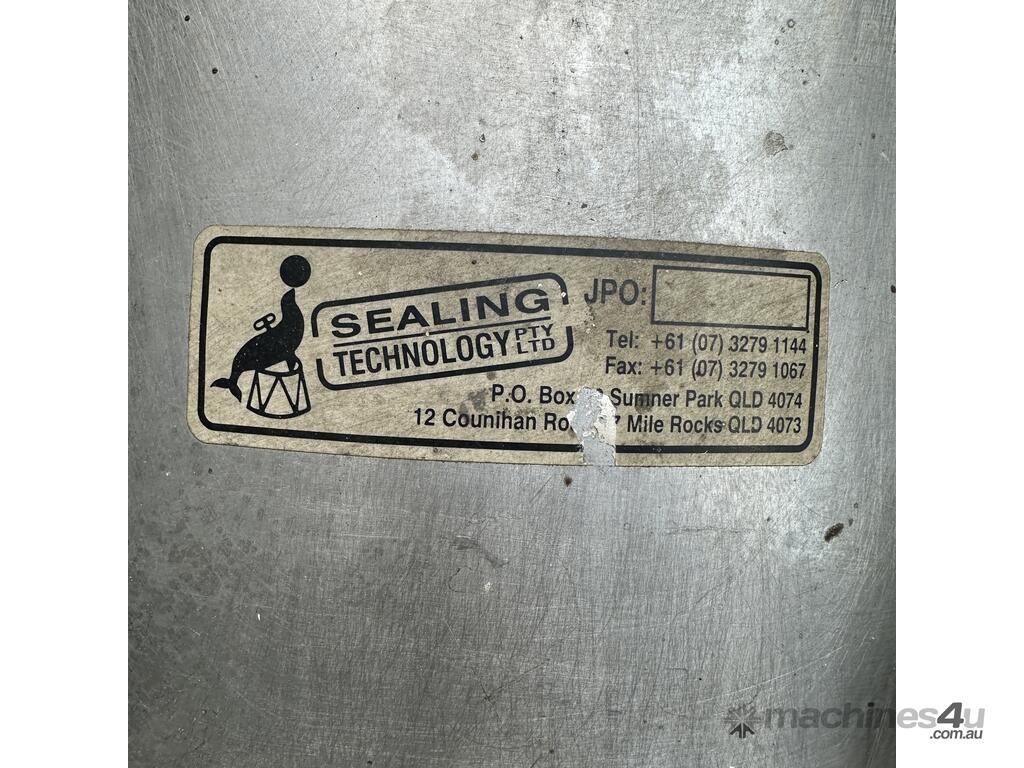 SEALING
TECHNOLOGY PTY LTD
JPO:
Tel: +61 (07) 3279 1144
Fax: +61 (07) 3279 1067
P.O. Box Sumner Park QLD 4074
12 Counihan 7 Mile Rocks QLD 4073
machines4u
.com.au